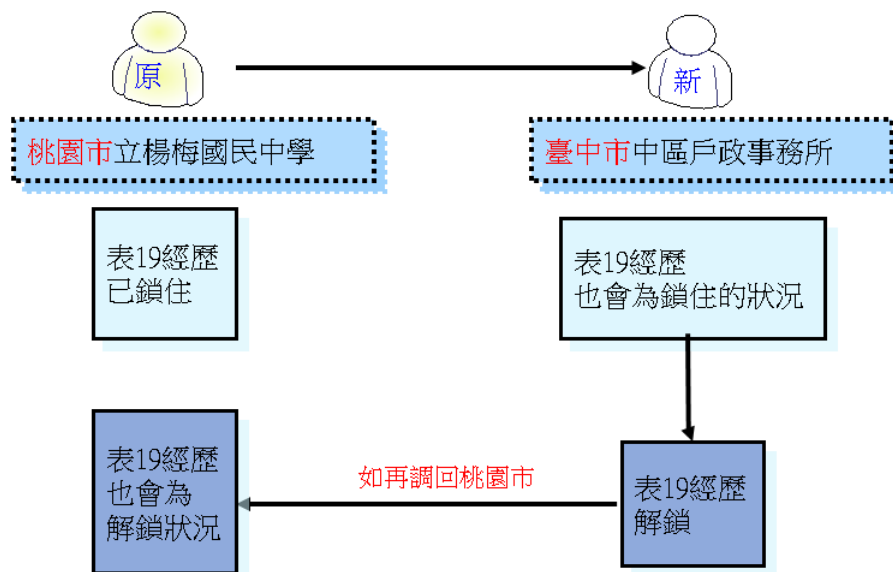 原
新
桃園市立楊梅國民中學
臺中市中區戶政事務所
表19經歷
已鎖住
表19經歷
也會為鎖住的狀況
表19經歷
也會為
解鎖狀況
如再調回桃園市
表19經歷
解鎖